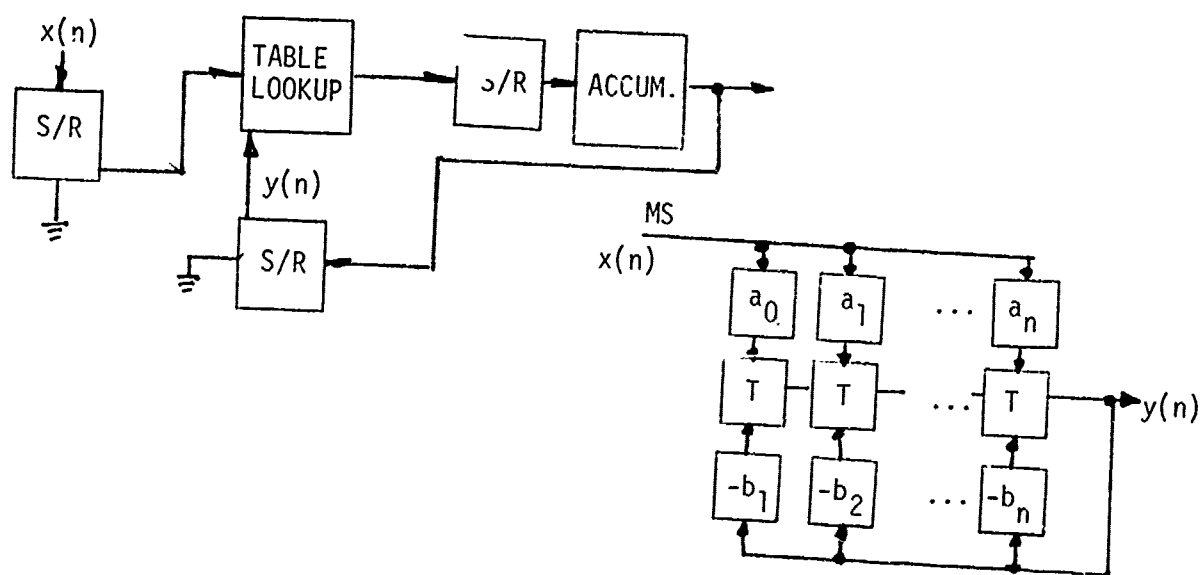 x(n)
S/R
TABLE
LOOKUP
S/R
ACCUM.
y(n)
S/R
MS
x(n)
a0.
a1
...
an
T
T
...
T
y(n)
-b1
-b2
...
-bn